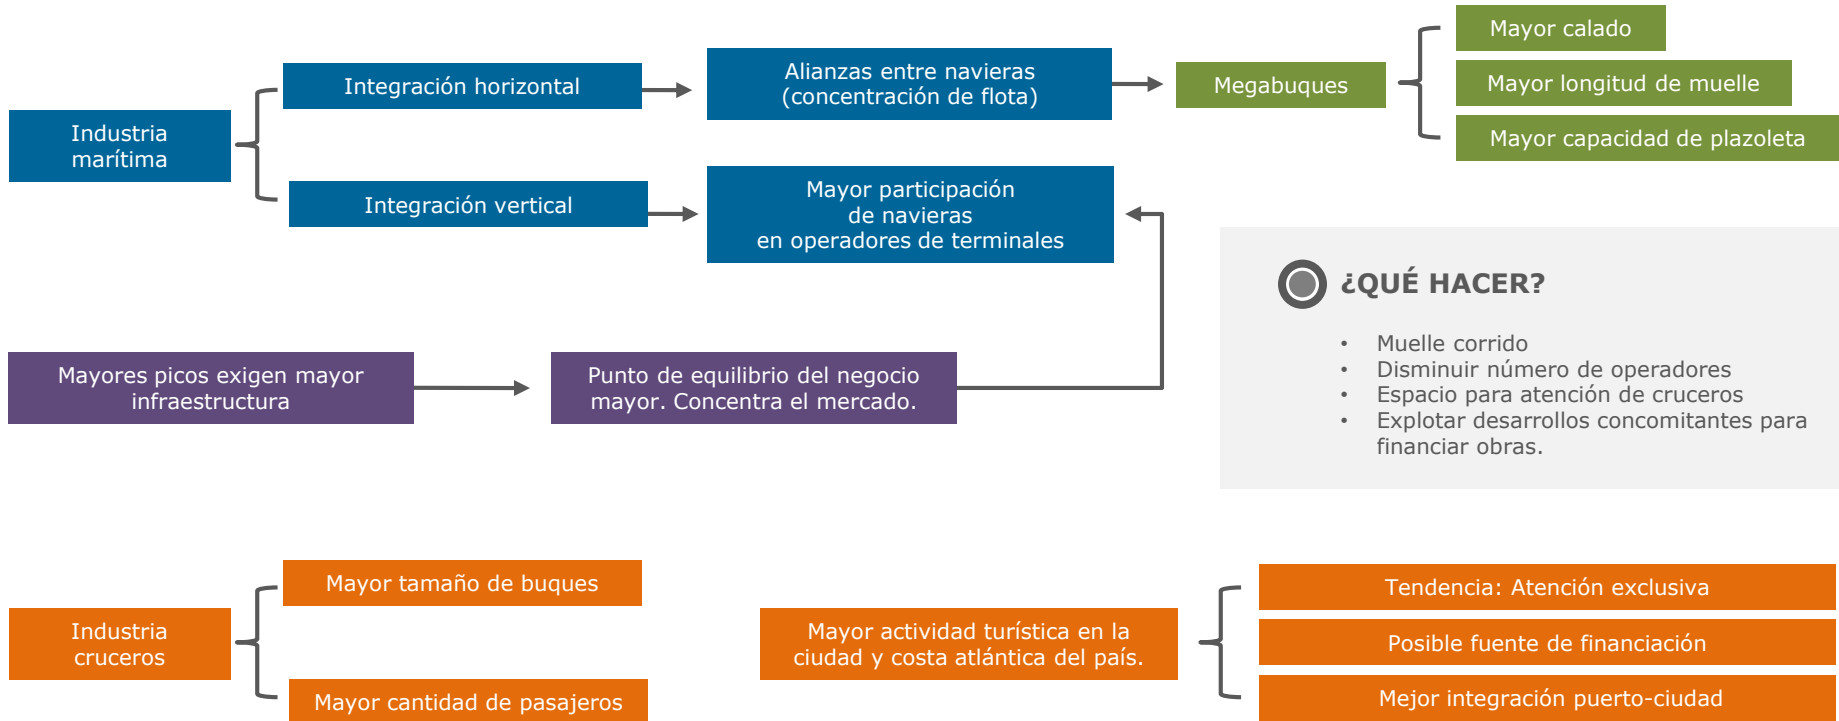 Industria
marítima
Integración horizontal
Integración vertical
Alianzas entre navieras
(concentración de flota)
Mayor participación
de navieras
en operadores de terminales
Megabuques
Mayor calado
Mayor longitud de muelle
Mayor capacidad de plazoleta
Mayores picos exigen mayor
infraestructura
Punto de equilibrio del negocio
mayor. Concentra el mercado.
¿QUÉ HACER?
• Muelle corrido
• Disminuir número de operadores
• Espacio para atención de cruceros
• Explotar desarrollos concomitantes para
financiar obras.
Industria
cruceros
Mayor tamaño de buques
Mayor cantidad de pasajeros
Mayor actividad turística en la
ciudad y costa atlántica del país.
Tendencia: Atención exclusiva
Posible fuente de financiación
Mejor integración puerto-ciudad